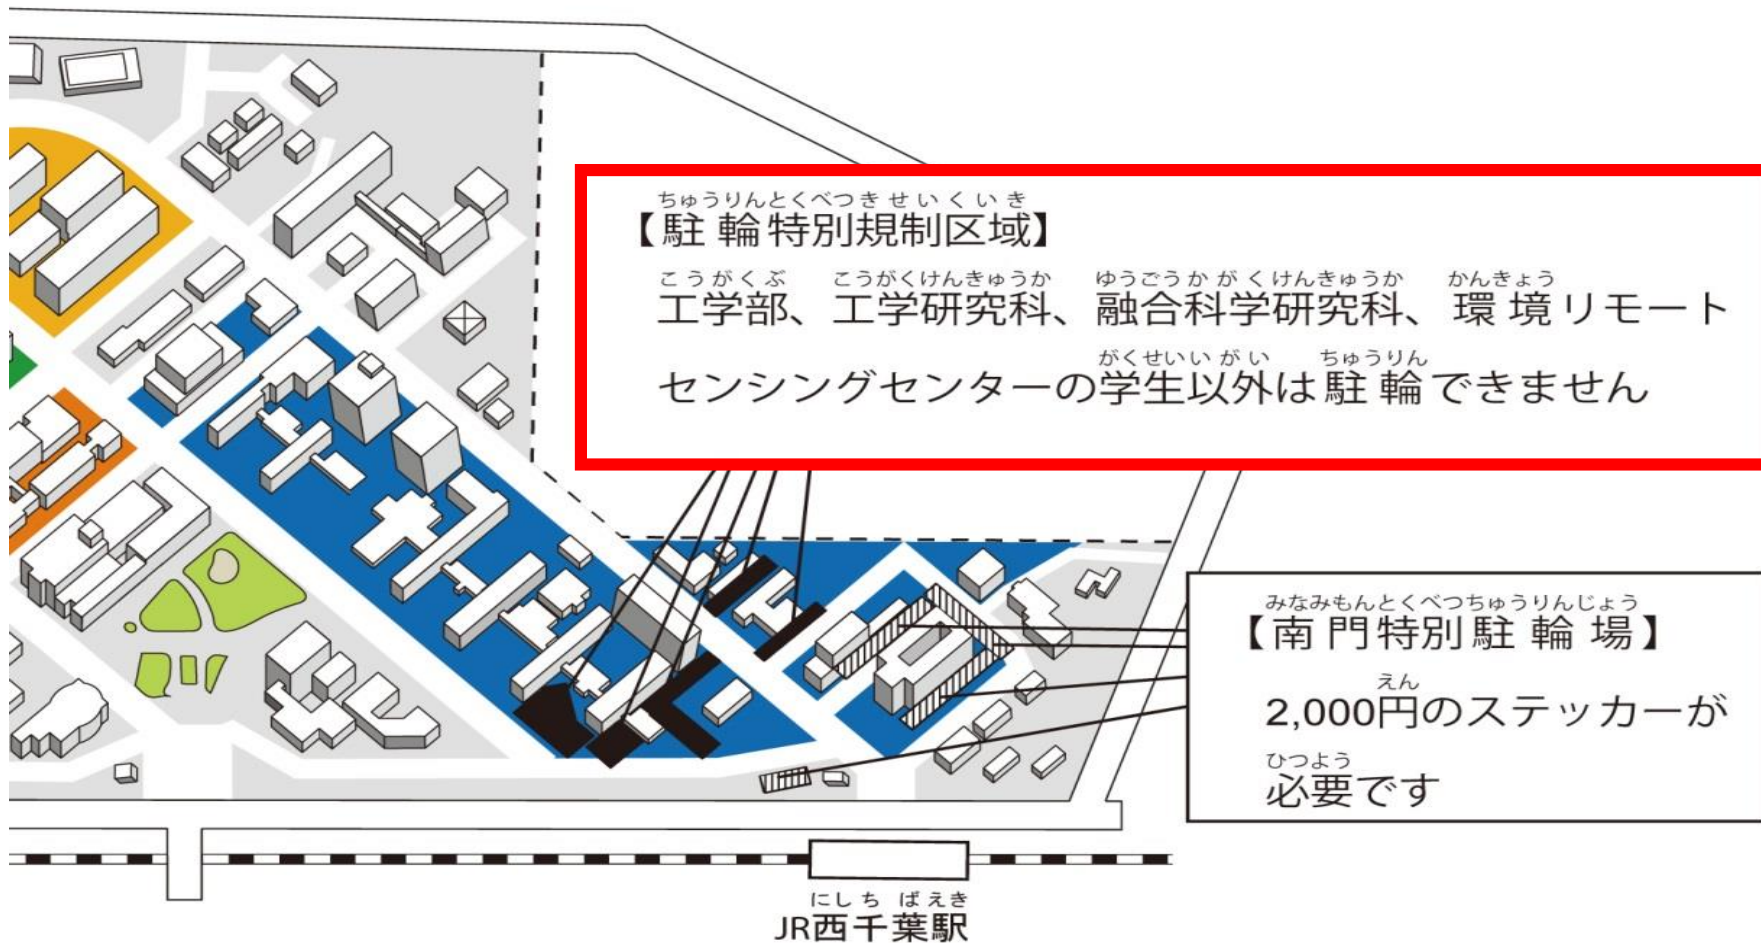 ちゅうりんとくべつきせいくいき
【駐輪特別規制区域】
こうがくぶ こうがくけんきゅうか ゆうごうかがくけんきゅうか かんきょう
工学部、工学研究科、融合科学研究科、環境リモート
がくせいいがい ちゅうりん
センシングセンターの学生以外は駐輪できません
みなみもんとくべつちゅうりんじょう
【南門特別駐輪場】
えん
2,000円のステッカーが
ひつよう
必要です
にしちばえき
JR西千葉駅